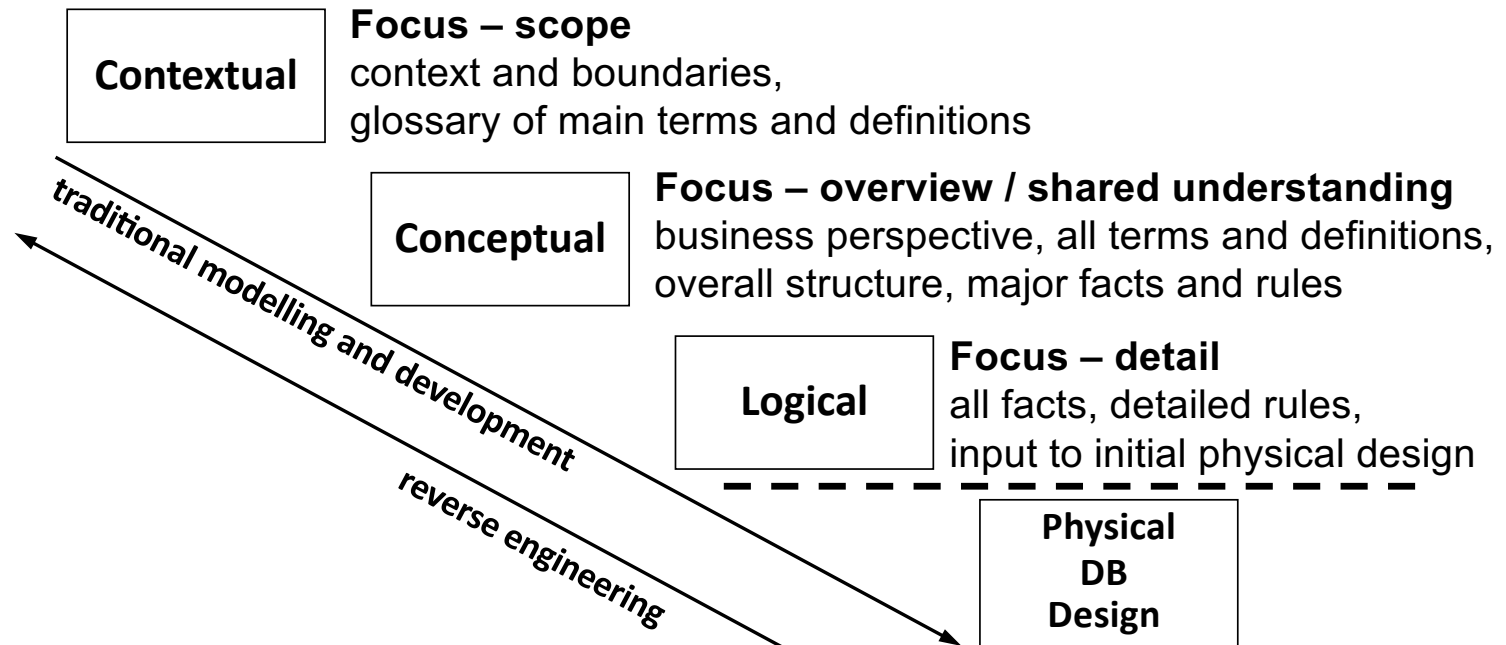 Contextual
Focus – scope
context and boundaries,
glossary of main terms and definitions
traditional modelling and development
Conceptual
Focus – overview / shared understanding
business perspective, all terms and definitions,
overall structure, major facts and rules
Logical
Focus – detail
all facts, detailed rules,
input to initial physical design
reverse engineering
Physical
DB
Design